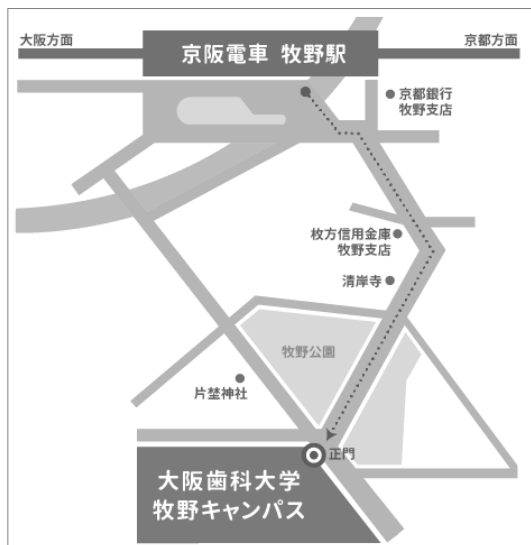 大阪方面
京都方面
京阪電車 牧野駅
京都銀行
牧野支店
枚方信用金庫
牧野支店
清岸寺
牧野公園
片埜神社
正門
大阪歯科大学
牧野キャンパス